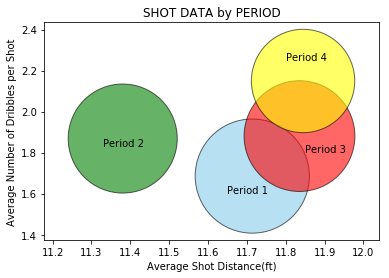 SHOT DATA by PERIOD
Average Number of Dribbles per Shot
2.4
2.2
2.0
1.8
1.6
1.4
Period 4
Period 2
Period 3
Period 1
11.2 11.3 11.4 11.5 11.6 11.7 11.8 11.9 12.0
Average Shot Distance(ft)